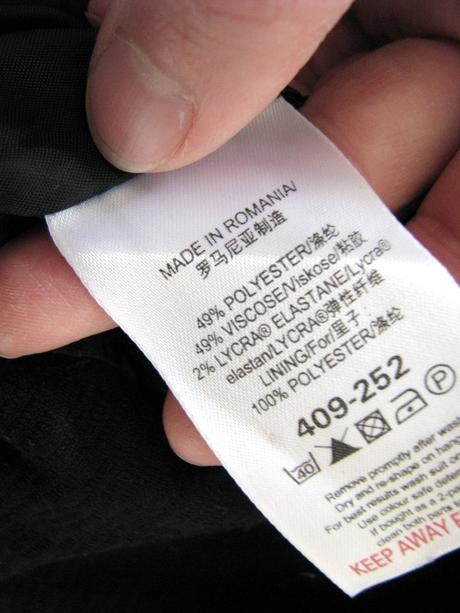 MADE IN ROMANIA/
罗马尼亚制造
49% POLYESTER/涤纶
49% VISCOSE/Viskose/粘胶
2% LYCRA® ELASTANE/Lycra®
elastan/LYCRA®弹性纤维
LINING/For/里子
100% POLYESTER/涤纶
409-252
40 P
Remove promptly after wash
Dry and re-shape on hang
For best results wash suit on
Use colour safe deter
If bought as a 2-p
clean both parts to
KEEP AWAY F